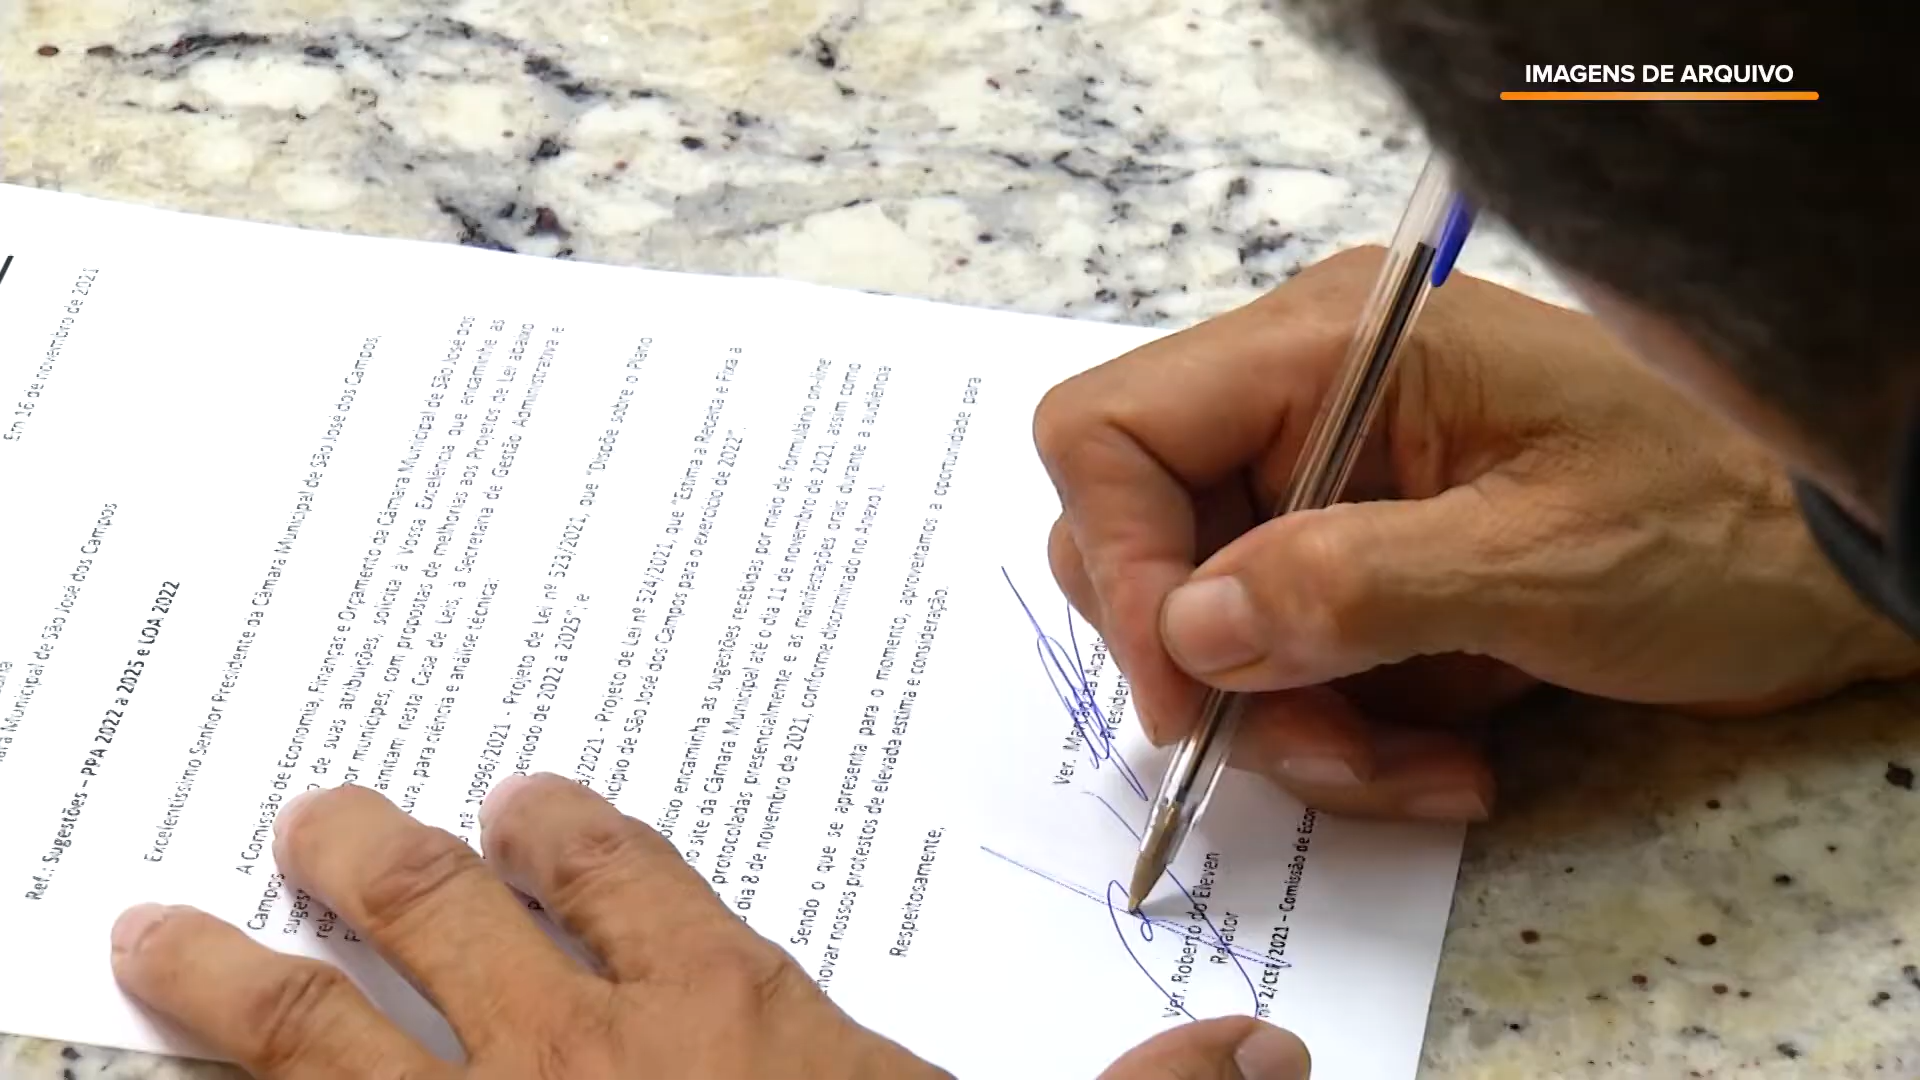 IMAGENS DE ARQUIVO
Em 16 de novembro de 2021
Municipal de São José dos Campos
Ref.: Sugestões – PPA 2022 a 2025 e LOA 2022
Excelentíssimo Senhor Presidente da Câmara Municipal de São José dos Campos,
A Comissão de Economia, Finanças e Orçamento da Câmara Municipal de São José dos
Campos de suas atribuições, solicita à Vossa Excelência que encaminhe as
por munícipes, com propostas de melhorias aos Projetos de Lei abaixo
nesta Casa de Leis, à Secretaria de Gestão Administrativa e
para ciência e análise técnica:
nº 10996/2021 - Projeto de Lei nº 523/2021, que "Dispõe sobre o Plano
período de 2022 a 2025"; e
/2021 - Projeto de Lei nº 524/2021, que "Estima a Receita e Fixa a
de São José dos Campos para o exercício de 2022".
ofício encaminha as sugestões recebidas por meio de formulário on-line
no site da Câmara Municipal até o dia 11 de novembro de 2021, assim como
protocoladas presencialmente e as manifestações orais durante a audiência
dia 8 de novembro de 2021, conforme discriminado no Anexo I.
Sendo o que se apresenta para o momento, aproveitamos a oportunidade para
nossos protestos de elevada estima e consideração.
Respeitosamente,
Ver.
Ver. Roberto do Eleven
Relator
nº 2/CEF/2021 – Comissão de